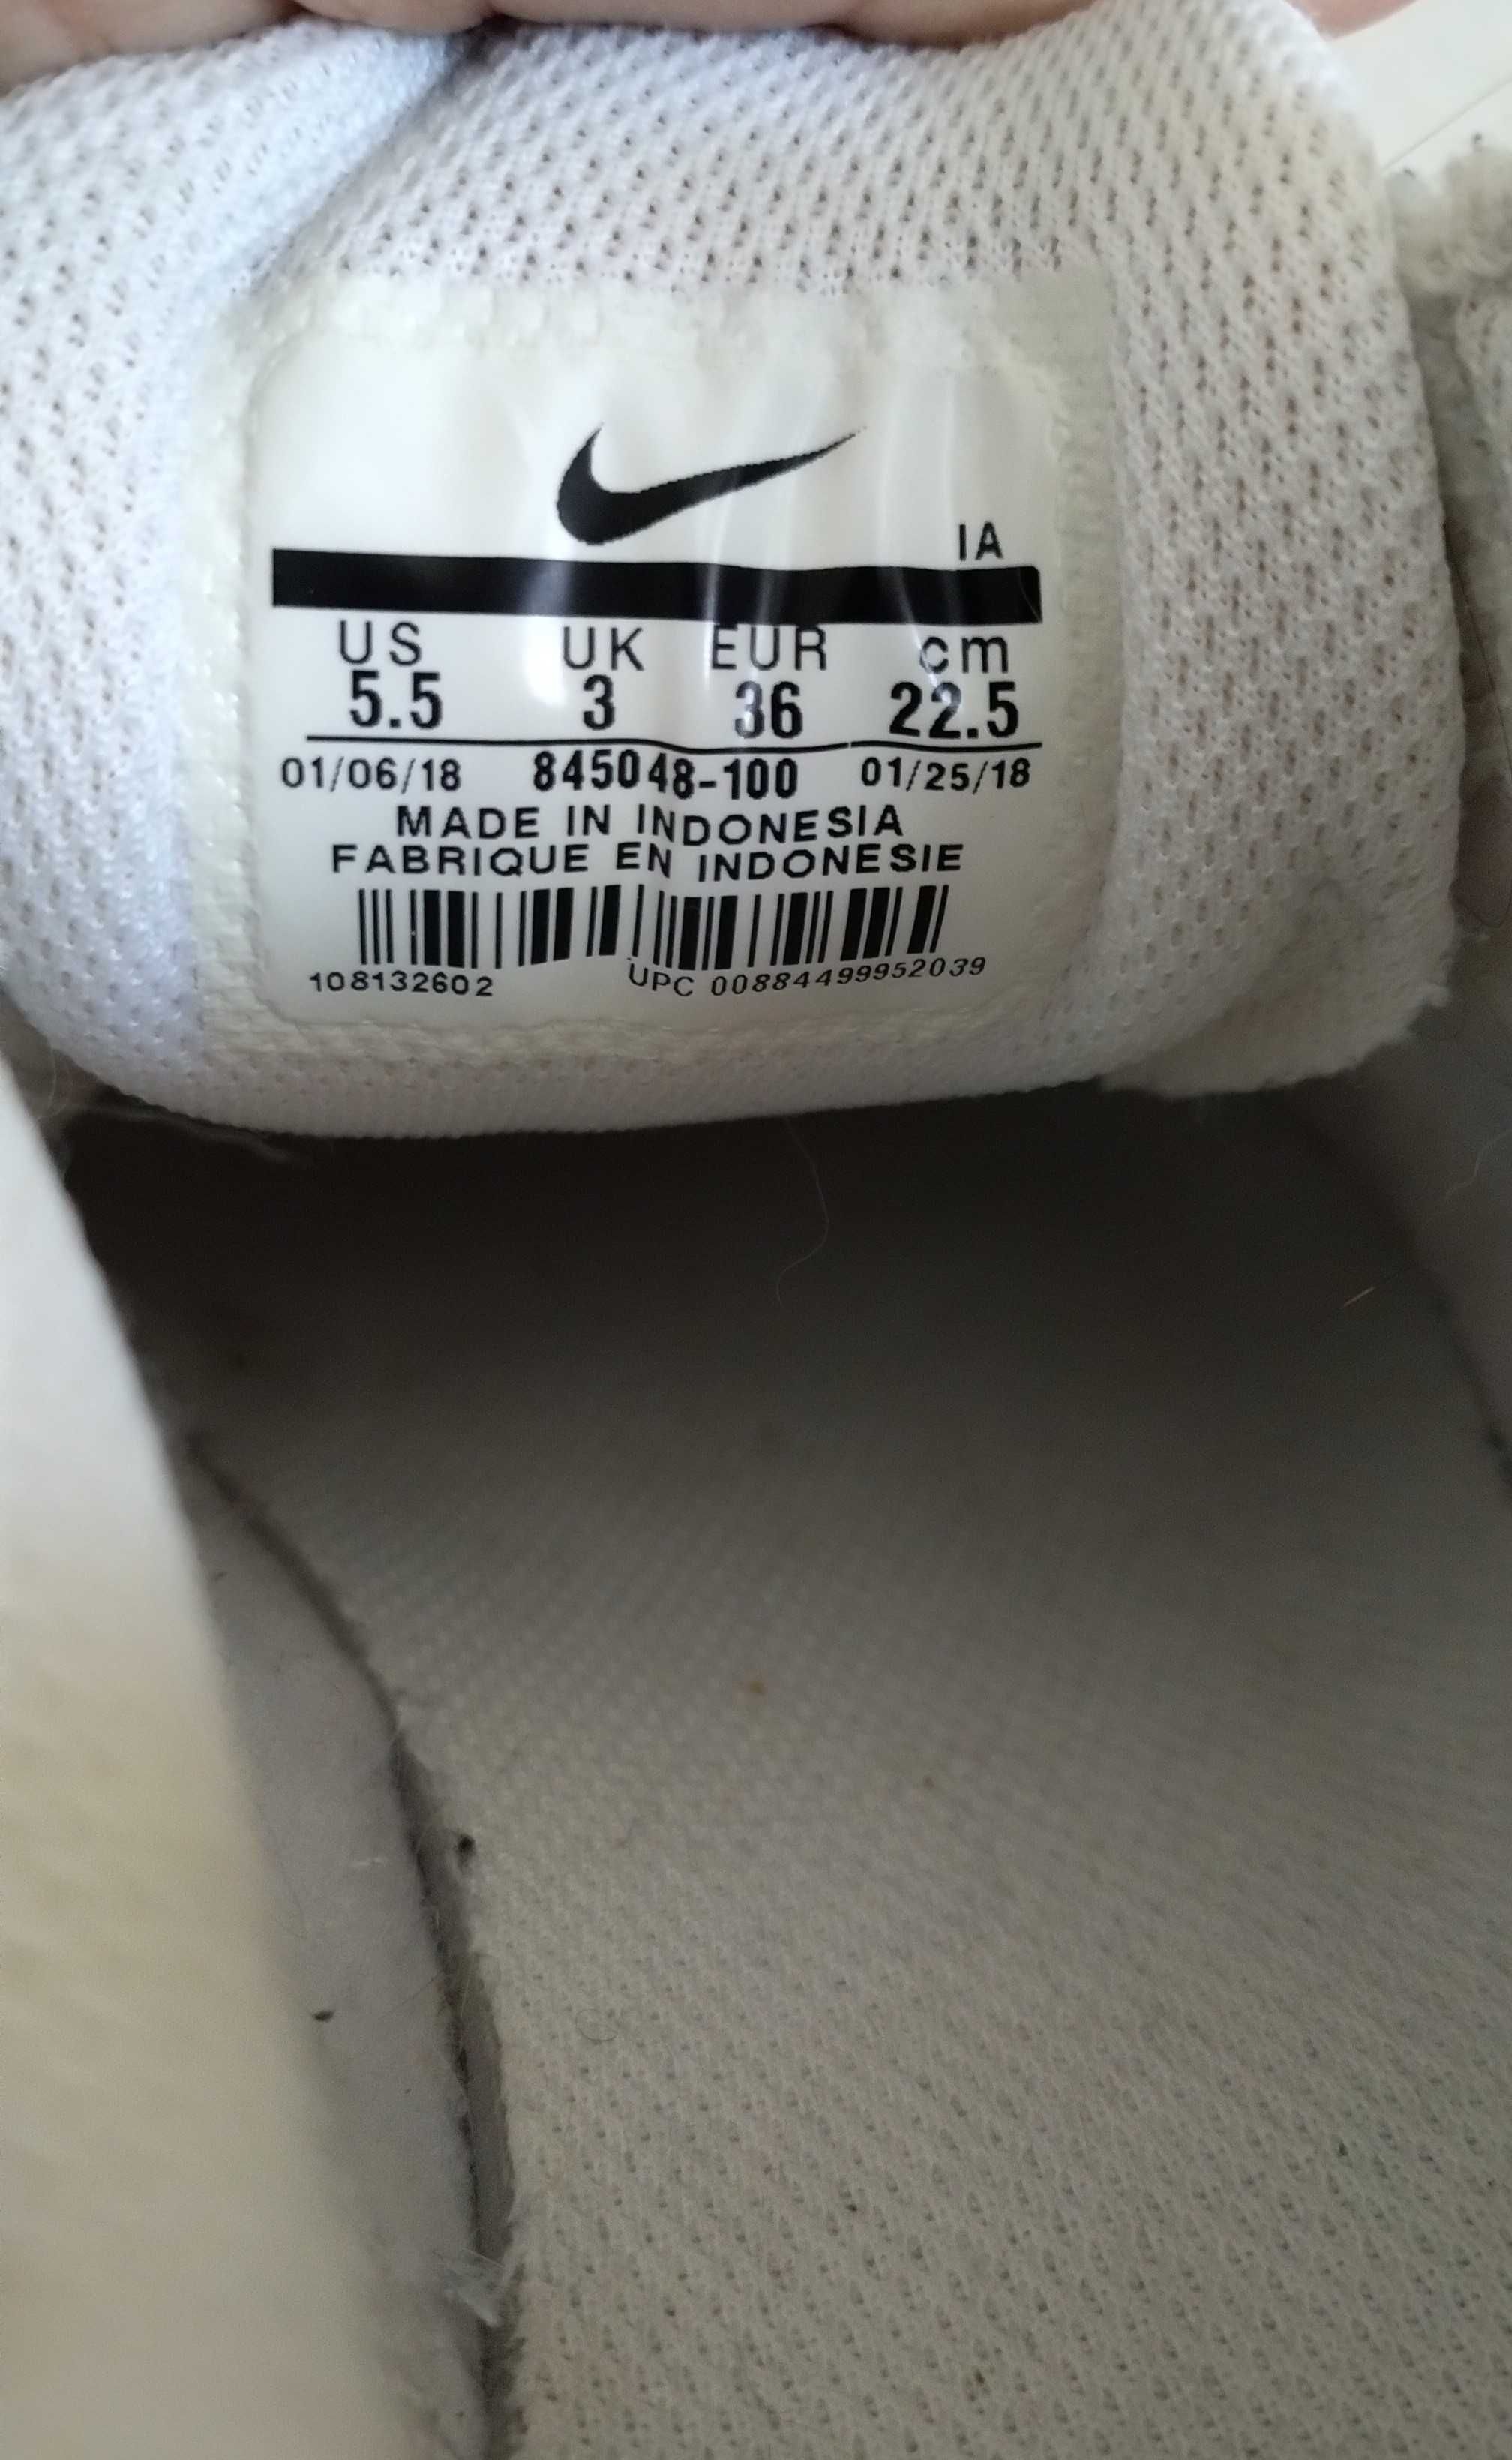 IA
US UK EUR cm
5.5 3 36 22.5
01/06/18 845048-100 01/25/18
MADE IN INDONESIA
FABRIQUE EN INDONESIE
108132602 UPC 00884499952039